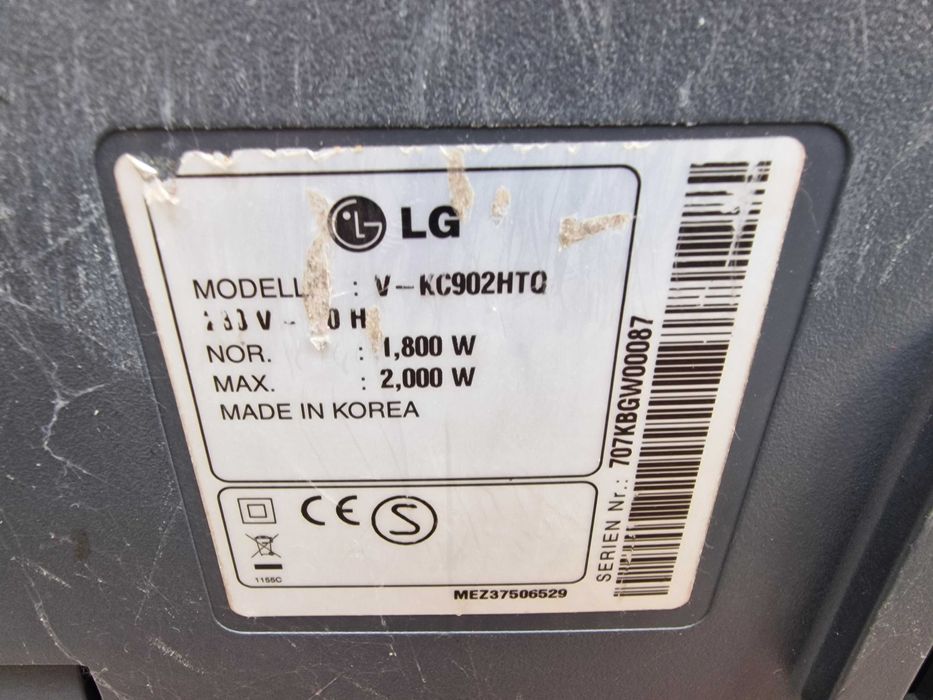 LG
MODELL : V-KC902HTQ
NOR. : 1,800 W
MAX. : 2,000 W
MADE IN KOREA
CE S
1155C
MEZ37506529
SERIEN Nr.: 707KBGW00087